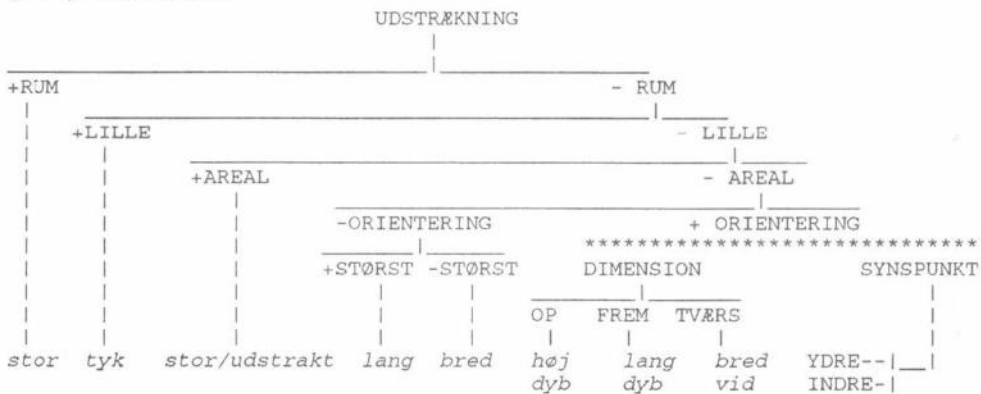 UDSTRÆKNING
+RUM - RUM
+LILLE - LILLE
+AREAL - AREAL
-ORIENTERING + ORIENTERING
******************************
+STØRST -STØRST DIMENSION SYNSPUNKT
OP FREM TVÆRS
stor tyk stor/udstrakt lang bred høj lang bred YDRE--
dyb dyb vid INDRE-